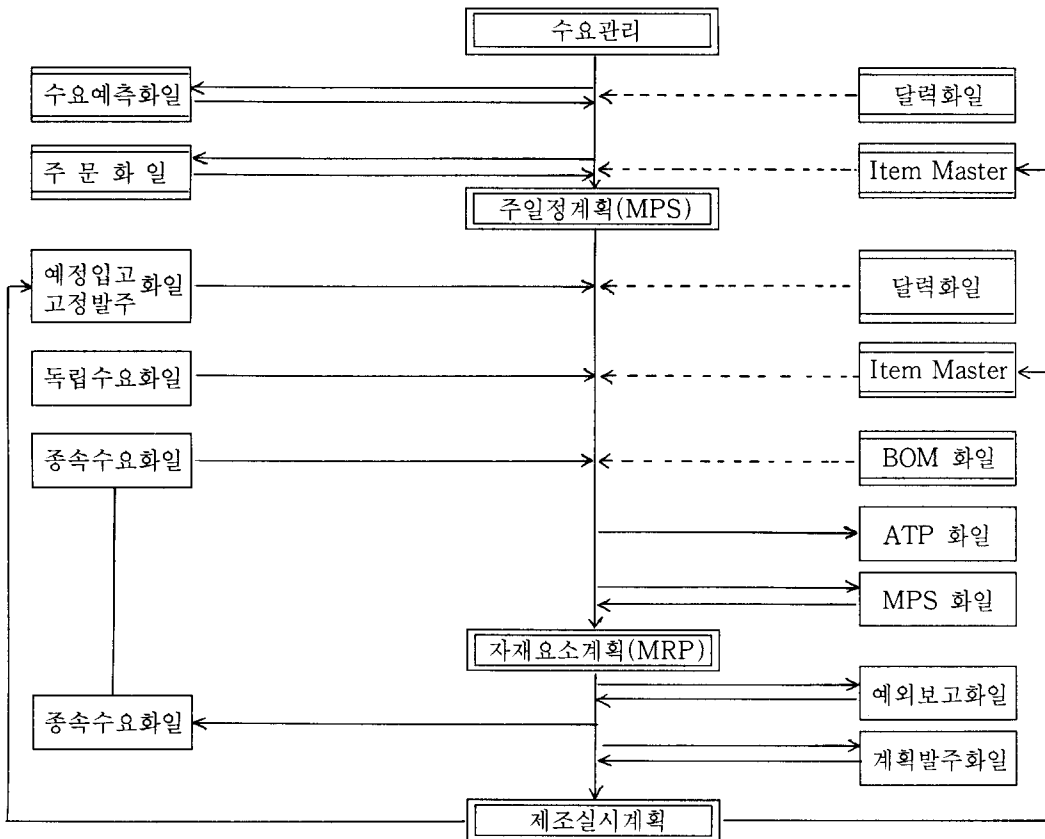 수요관리
수요예측화일
달력화일
주 문 화 일
Item Master
주일정계획(MPS)
예정입고
고정발주
화일
달력화일
독립수요화일
Item Master
종속수요화일
BOM 화일
ATP 화일
MPS 화일
자재요소계획(MRP)
예외보고화일
종속수요화일
계획발주화일
제조실시계획